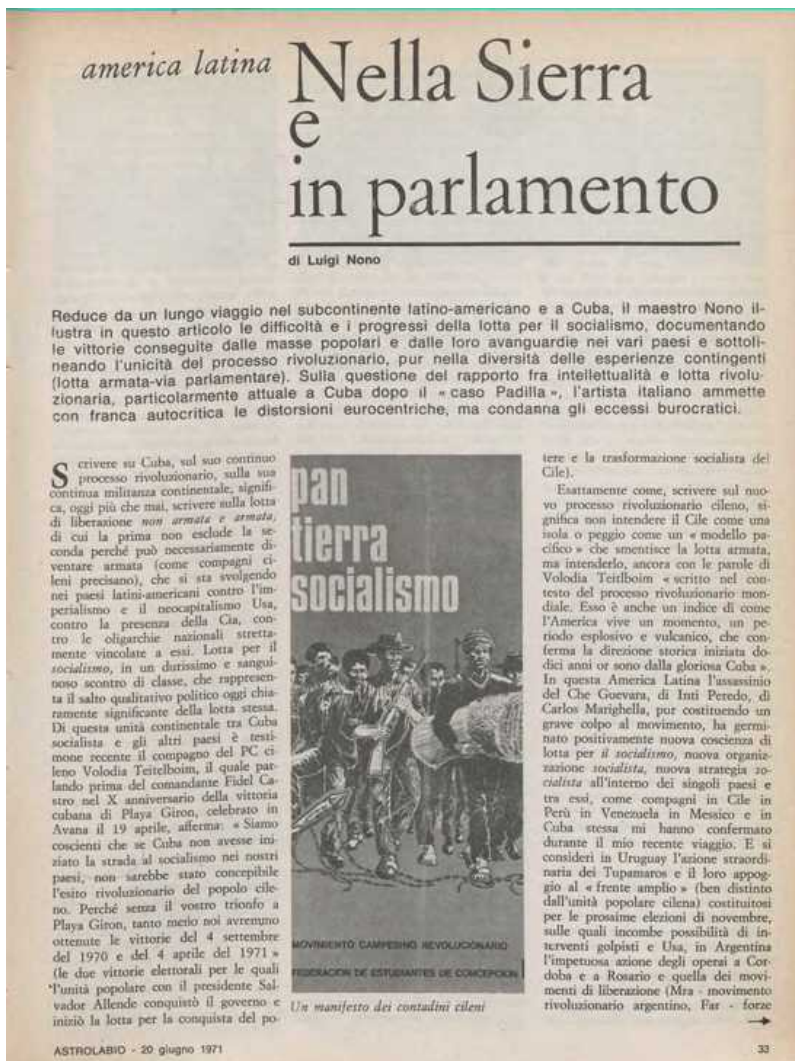 america latina
Nella Sierra
e
in parlamento
di Luigi Nono
Reduce da un lungo viaggio nel subcontinente latino-americano e a Cuba, il maestro Nono il-
lustra in questo articolo le difficoltà e i progressi della lotta per il socialismo, documentando
le vittorie conseguite dalle masse popolari e dalle loro avanguardie nei vari paesi e sottoli-
neando l'unicità del processo rivoluzionario, pur nella diversità delle esperienze contingenti
(lotta armata-via parlamentare). Sulla questione del rapporto fra intellettualità e lotta rivolu-
zionaria, particolarmente attuale a Cuba dopo il « caso Padilla », l'artista italiano ammette
con franca autocritica le distorsioni eurocentriche, ma condanna gli eccessi burocratici.
Scrivere su Cuba, sul suo continuo
processo rivoluzionario, sulla sua
continua militanza continentale, signifi-
ca, oggi più che mai, scrivere sulla lotta
di liberazione non armata e armata,
di cui la prima non esclude la se-
conda perché può necessariamente di-
ventare armata (come compagni ci-
leni precisano), che si sta svolgendo
nei paesi latini-americani contro l'im-
perialismo e il neocapitalismo Usa,
contro la presenza della Cia, con-
tro le oligarchie nazionali stretta-
mente vincolate a essi. Lotta per il
socialismo, in un durissimo e sangui-
noso scontro di classe, che rappresen-
ta il salto qualitativo politico oggi chia-
ramente significante della lotta stessa.
Di questa unità continentale tra Cuba
socialista e gli altri paesi è testi-
mone recente il compagno del PC ci-
leno Volodia Teitelboim, il quale par-
lando prima del comandante Fidel Ca-
stro nel X anniversario della vittoria
cubana di Playa Giron, celebrato in
Avana il 19 aprile, afferma: « Siamo
coscienti che se Cuba non avesse ini-
ziato la strada al socialismo nei nostri
paesi, non sarebbe stato concepibile
l'esito rivoluzionario del popolo cile-
no. Perché senza il vostro trionfo a
Playa Giron, tanto meno noi avremmo
ottenute le vittorie del 4 settembre
del 1970 e del 4 aprile del 1971 »
(le due vittorie elettorali per le quali
l'unità popolare con il presidente Sal-
vador Allende conquistò il governo e
iniziò la lotta per la conquista del po-
pan
tierra
socialismo
MOVIMIENTO CAMPESINO REVOLUCIONARIO
FEDERACION DE ESTUDIANTES DE CONCEPCION
Un manifesto dei contadini cileni
tere e la trasformazione socialista del
Cile).
Esattamente come, scrivere sul nuo-
vo processo rivoluzionario cileno, si-
gnifica non intendere il Cile come una
isola o peggio come un « modello pa-
cifico » che smentisce la lotta armata,
ma intenderlo, ancora con le parole di
Volodia Teitlboim « scritto nel con-
testo del processo rivoluzionario mon-
diale. Esso è anche un indice di come
l'America vive un momento, un pe-
riodo esplosivo e vulcanico, che con-
ferma la direzione storica iniziata do-
dici anni or sono dalla gloriosa Cuba ».
In questa America Latina l'assassinio
del Che Guevara, di Inti Peredo, di
Carlos Marighella, pur costituendo un
grave colpo al movimento, ha germi-
nato positivamente nuova coscienza di
lotta per il socialismo, nuova organiz-
zazione socialista, nuova strategia so-
cialista all'interno dei singoli paesi e
tra essi, come compagni in Cile in
Perù in Venezuela in Messico e in
Cuba stessa mi hanno confermato
durante il mio recente viaggio. E si
consideri in Uruguay l'azione straordi-
naria dei Tupamaros e il loro appog-
gio al « frente amplio » (ben distinto
dall'unità popolare cilena) costituitosi
per le prossime elezioni di novembre,
sulle quali incombe possibilità di in-
terventi golpisti e Usa, in Argentina
l'impetuosa azione degli operai a Cor-
doba e a Rosario e quella dei movi-
menti di liberazione (Mra - movimento
rivoluzionario argentino, Far - forze
ASTROLABIO - 20 giugno 1971
33